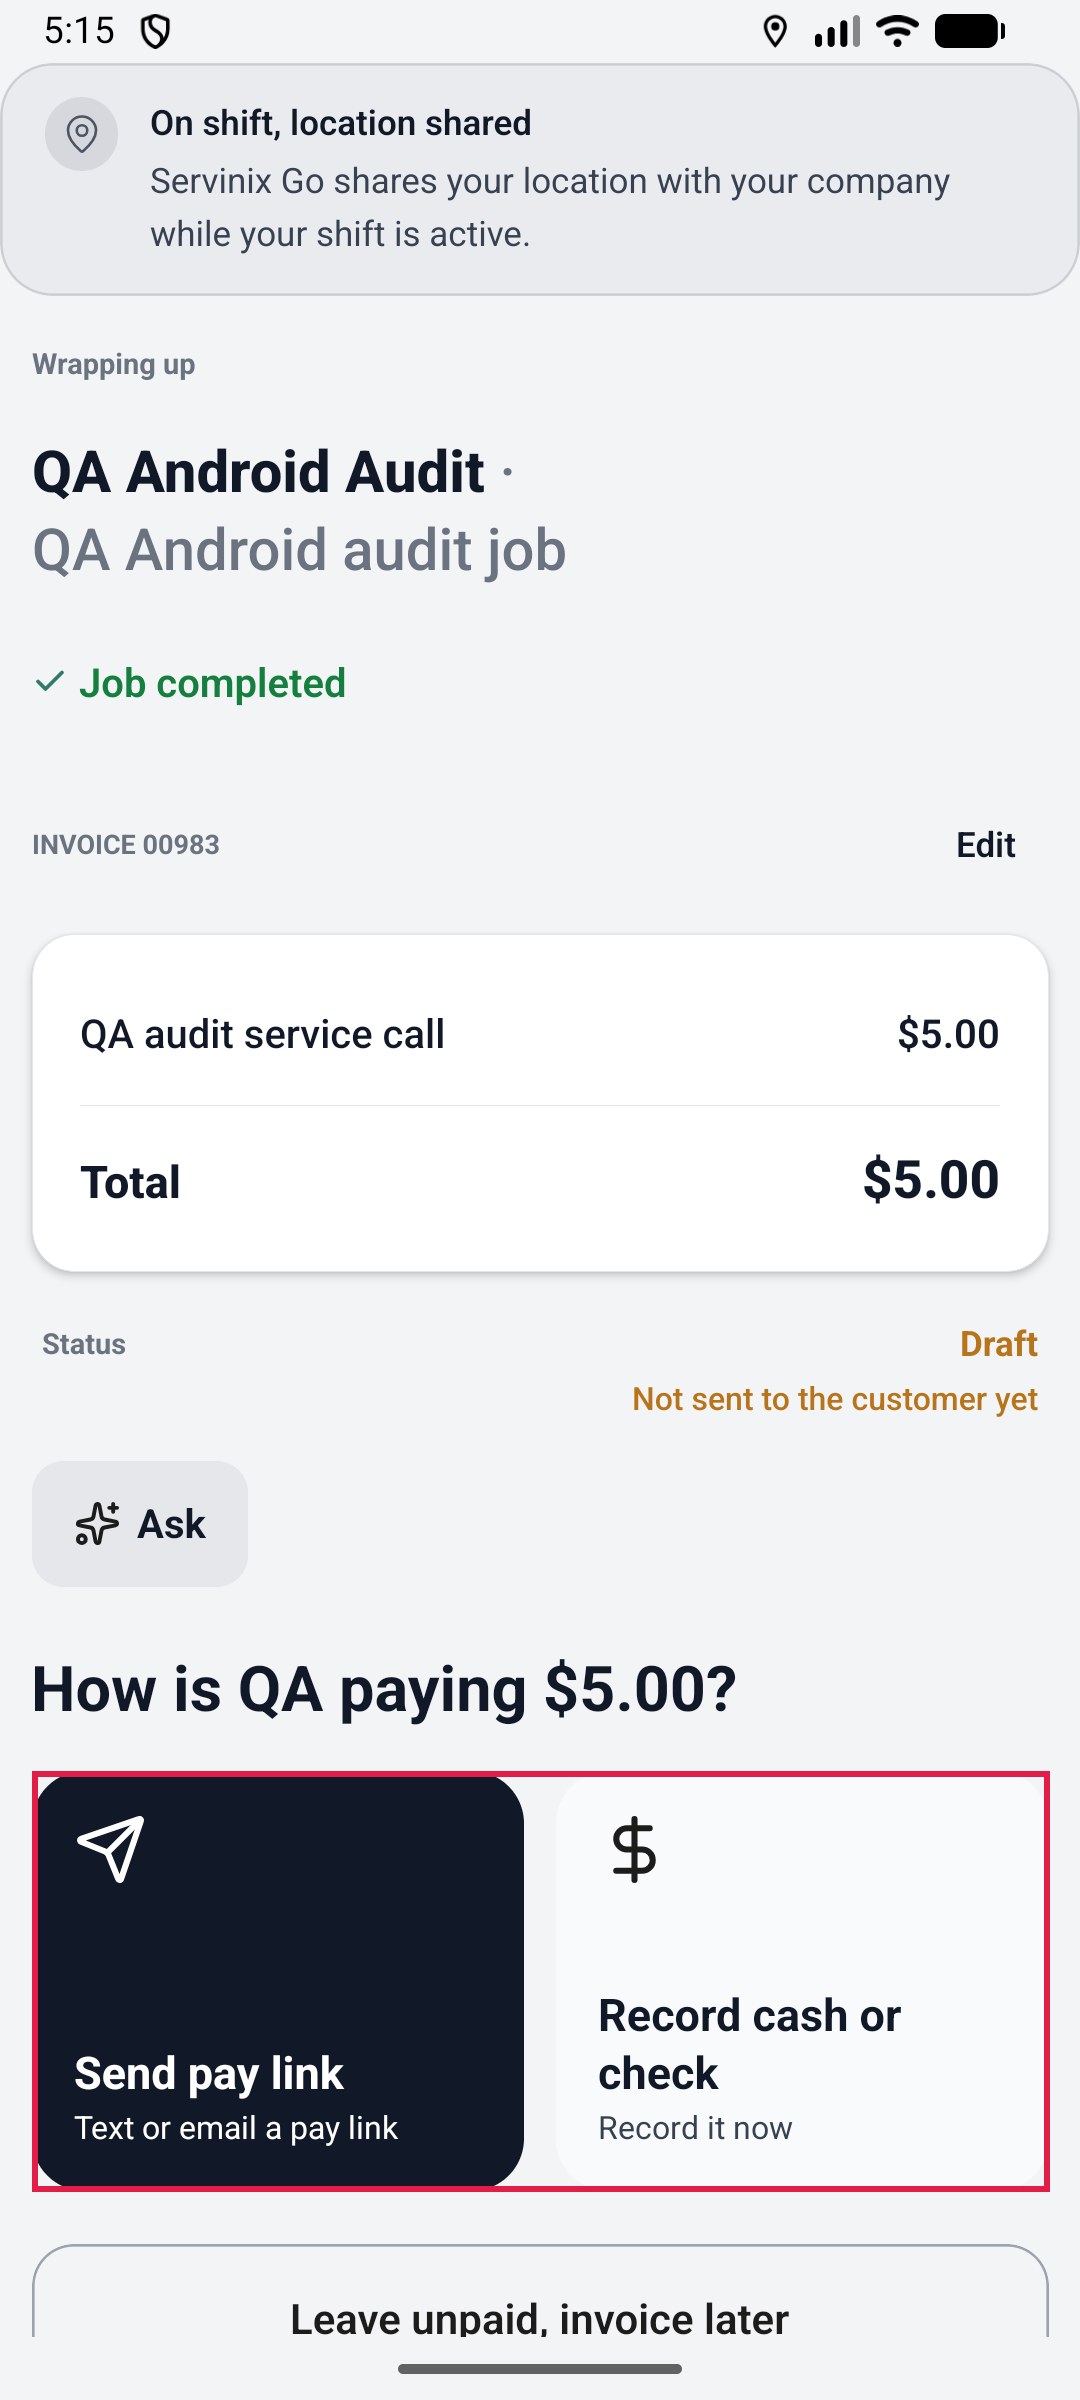 5:15
On shift, location shared
Servinix Go shares your location with your company
while your shift is active.
Wrapping up
QA Android Audit ·
QA Android audit job
Job completed
INVOICE 00983
Edit
QA audit service call
$5.00
Total
$5.00
Status
Draft
Not sent to the customer yet
Ask
How is QA paying $5.00?
Send pay link
Text or email a pay link
Record cash or
check
Record it now
Leave unpaid, invoice later